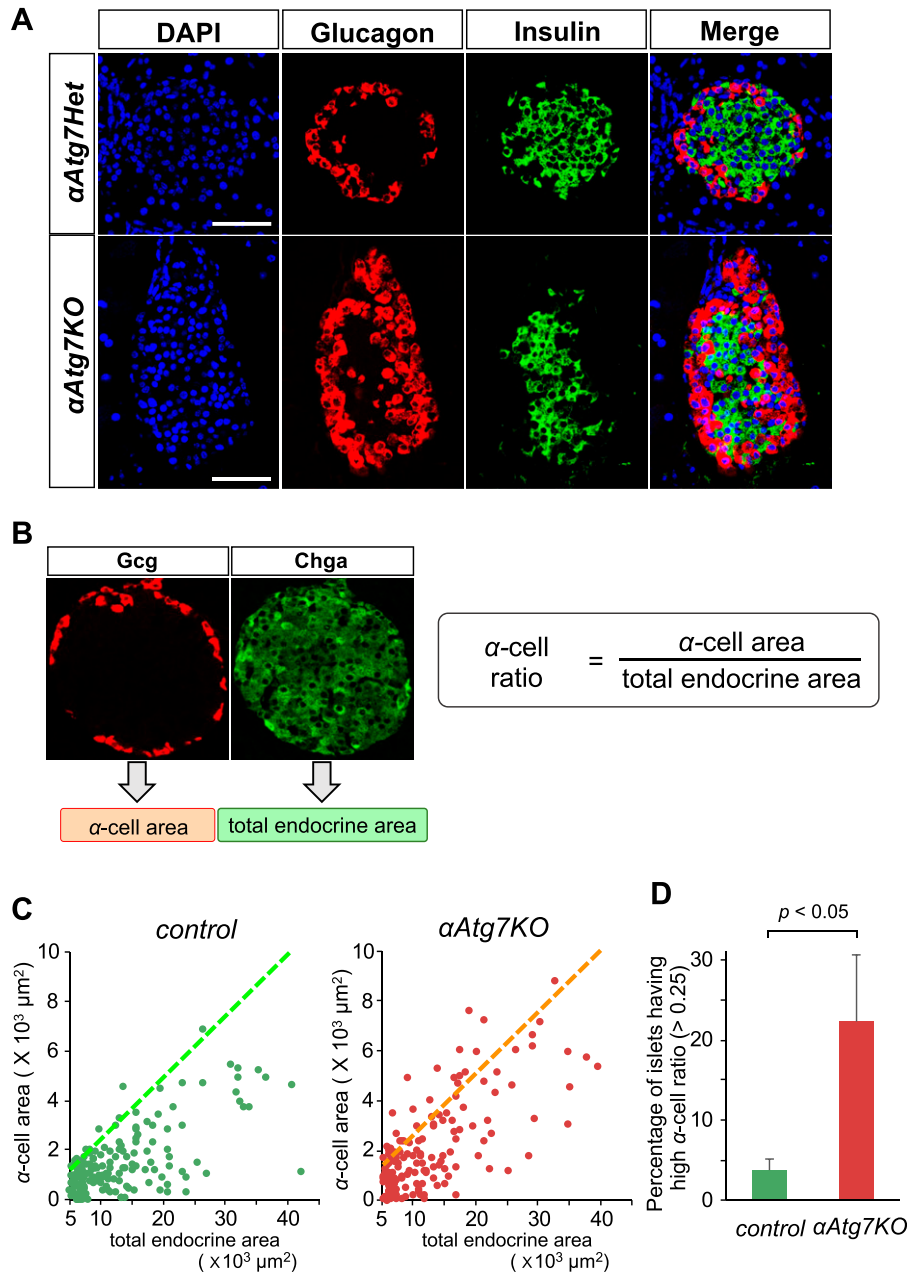 A
DAPI
Glucagon
Insulin
Merge
αAtg7Het
αAtg7KO
B
Gcg
Chga
α-cell area
total endocrine area
α-cell
ratio
=
α-cell area
total endocrine area
C
control
α-cell area ( X 10³ μm²)
10
8
6
4
2
0
5
10
20
30
40
total endocrine area
( X10³ μm²)
αAtg7KO
α-cell area ( X 10³ μm²)
10
8
6
4
2
0
5
10
20
30
40
total endocrine area
( X10³ μm²)
D
p < 0.05
Percentage of islets having
high α-cell ratio (> 0.25)
30
20
10
0
control
αAtg7KO